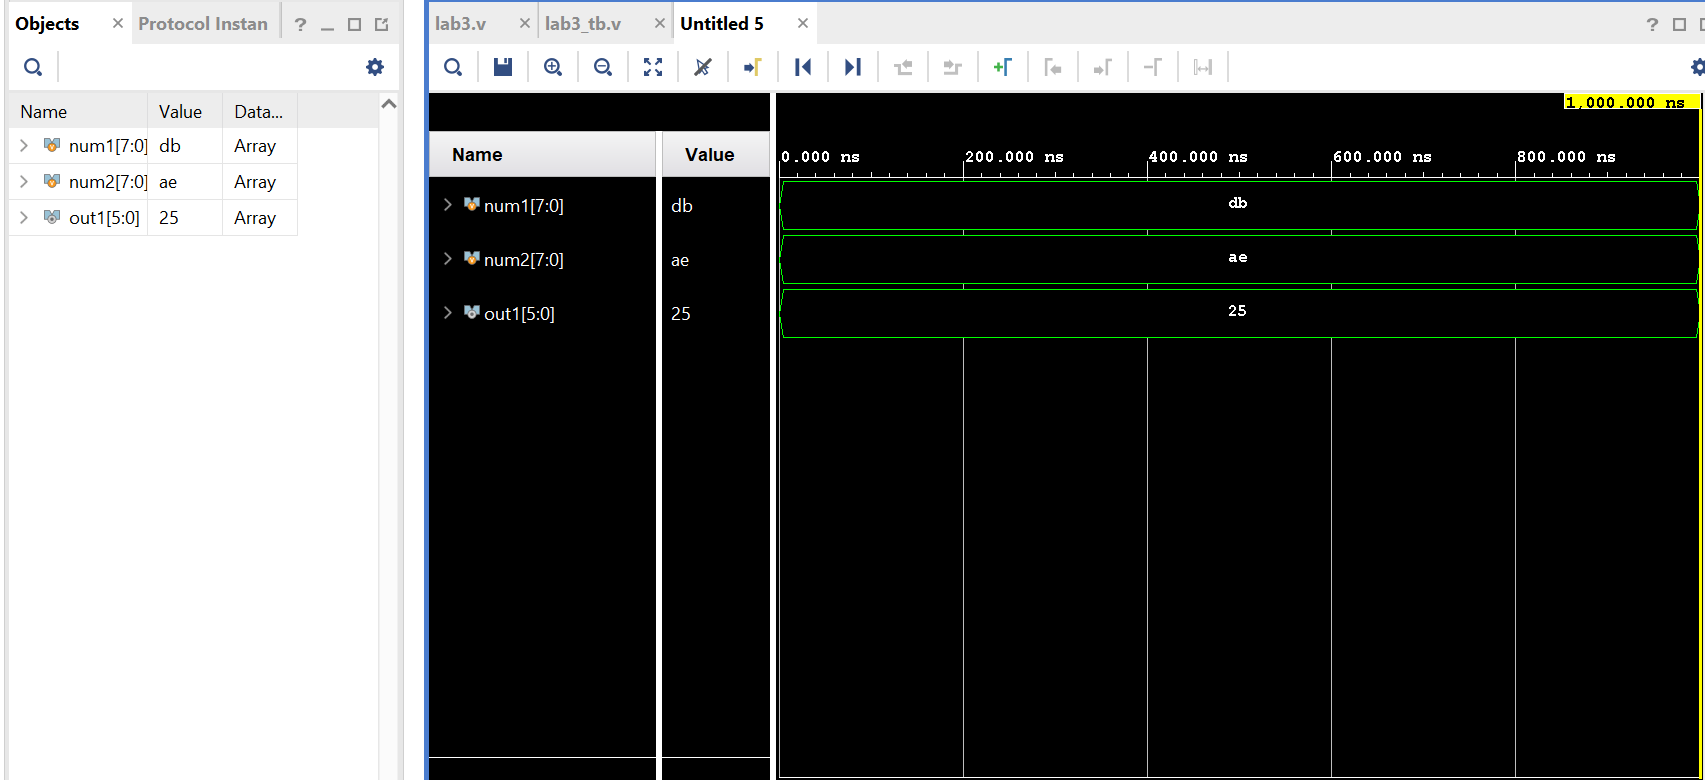 Objects × Protocol Instan ?
Name Value Data...
num1[7:0] db Array
num2[7:0] ae Array
out1[5:0] 25 Array
lab3.v × lab3_tb.v × Untitled 5 × ?
1,000.000 ns
Name Value
0.000 ns 200.000 ns 400.000 ns 600.000 ns 800.000 ns
num1[7:0] db db
num2[7:0] ae ae
out1[5:0] 25 25